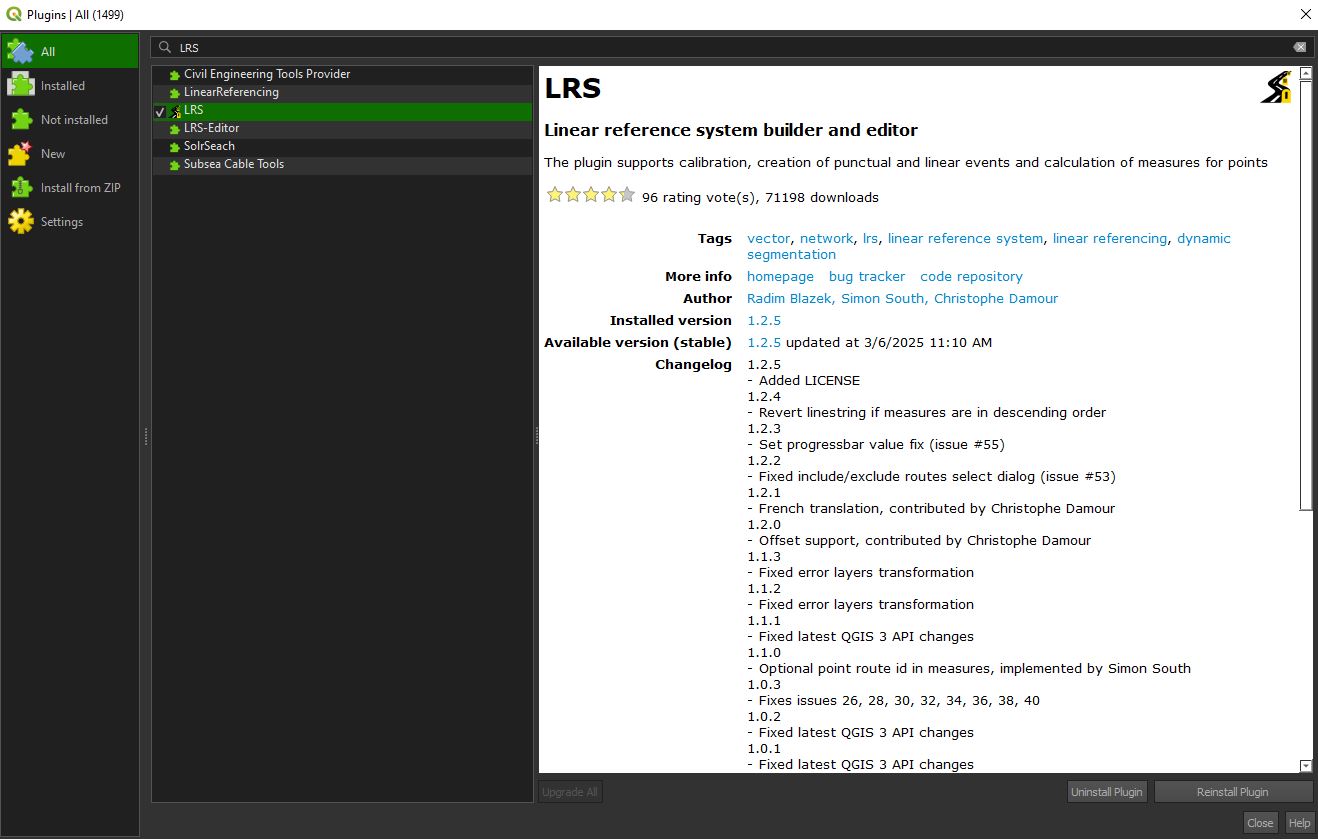 Plugins | All (1499)
All
Installed
Not installed
New
Install from ZIP
Settings
LRS
Civil Engineering Tools Provider
LinearReferencing
LRS
LRS-Editor
SolrSeach
Subsea Cable Tools
LRS
Linear reference system builder and editor
The plugin supports calibration, creation of punctual and linear events and calculation of measures for points
96 rating vote(s), 71198 downloads
Tags vector, network, lrs, linear reference system, linear referencing, dynamic
segmentation
More info homepage bug tracker code repository
Author Radim Blazek, Simon South, Christophe Damour
Installed version 1.2.5
Available version (stable) 1.2.5 updated at 3/6/2025 11:10 AM
Changelog 1.2.5
- Added LICENSE
1.2.4
- Revert linestring if measures are in descending order
1.2.3
- Set progressbar value fix (issue #55)
1.2.2
- Fixed include/exclude routes select dialog (issue #53)
1.2.1
- French translation, contributed by Christophe Damour
1.2.0
- Offset support, contributed by Christophe Damour
1.1.3
- Fixed error layers transformation
1.1.2
- Fixed error layers transformation
1.1.1
- Fixed latest QGIS 3 API changes
1.1.0
- Optional point route id in measures, implemented by Simon South
1.0.3
- Fixes issues 26, 28, 30, 32, 34, 36, 38, 40
1.0.2
- Fixed latest QGIS 3 API changes
1.0.1
- Fixed latest QGIS 3 API changes
Upgrade All
Uninstall Plugin
Reinstall Plugin
Close
Help